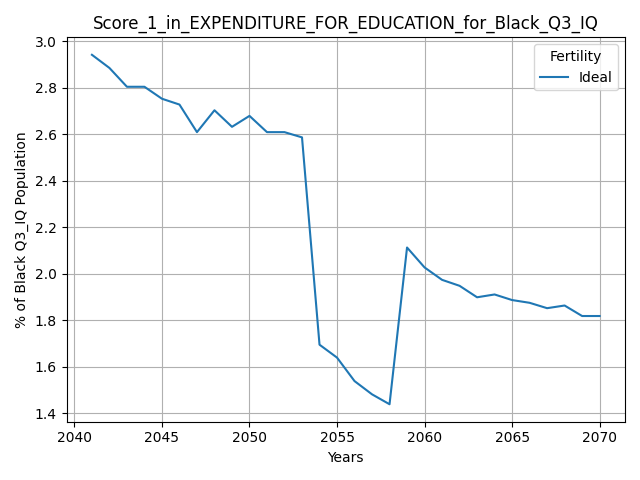 Score_1_in_EXPENDITURE_FOR_EDUCATION_for_Black_Q3_IQ
Fertility
Ideal
% of Black Q3_IQ Population
3.0
2.8
2.6
2.4
2.2
2.0
1.8
1.6
1.4
2040 2045 2050 2055 2060 2065 2070
Years